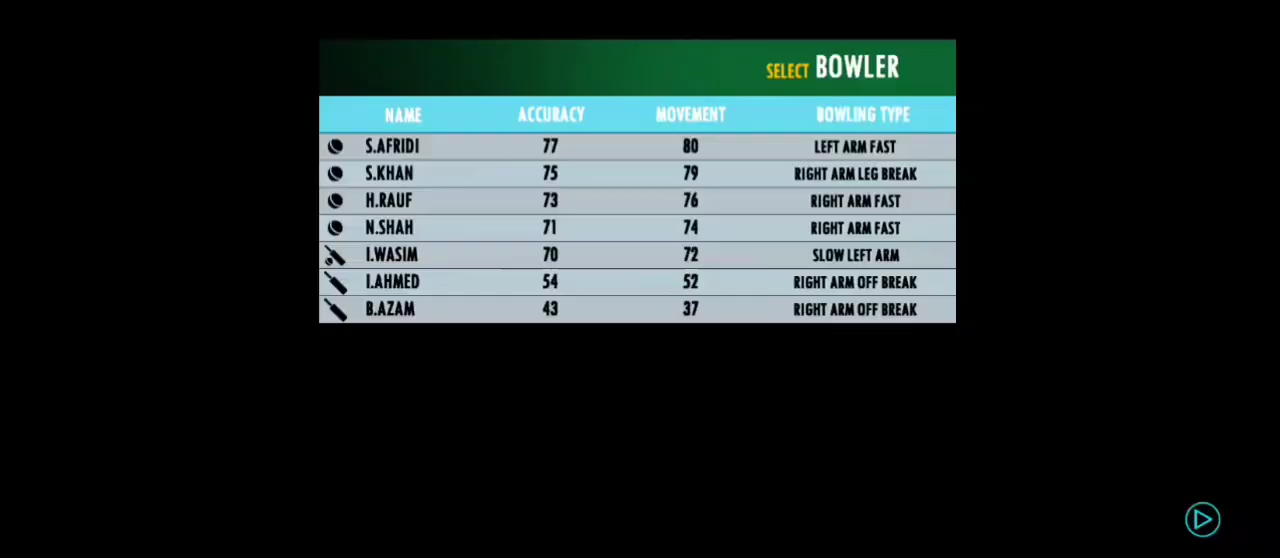 SELECT BOWLER
NAME ACCURACY MOVEMENT BOWLING TYPE
S.AFRIDI 77 80 LEFT ARM FAST
S.KHAN 75 79 RIGHT ARM LEG BREAK
H.RAUF 73 76 RIGHT ARM FAST
N.SHAH 71 74 RIGHT ARM FAST
I.WASIM 70 72 SLOW LEFT ARM
I.AHMED 54 52 RIGHT ARM OFF BREAK
B.AZAM 43 37 RIGHT ARM OFF BREAK